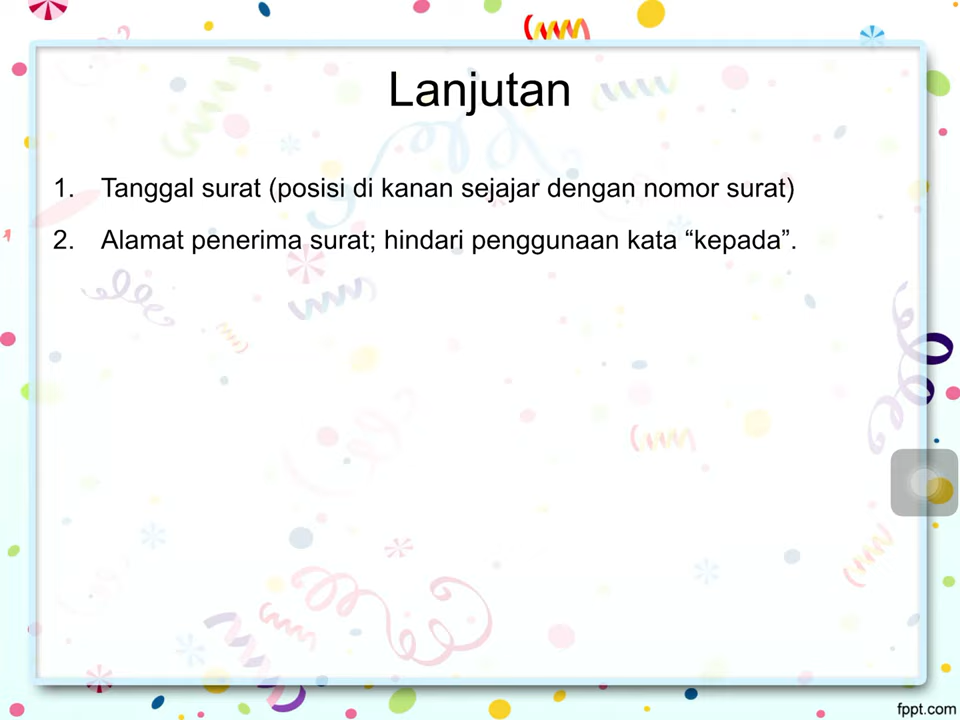 Lanjutan
1. Tanggal surat (posisi di kanan sejajar dengan nomor surat)
2. Alamat penerima surat; hindari penggunaan kata “kepada”.
fppt.com